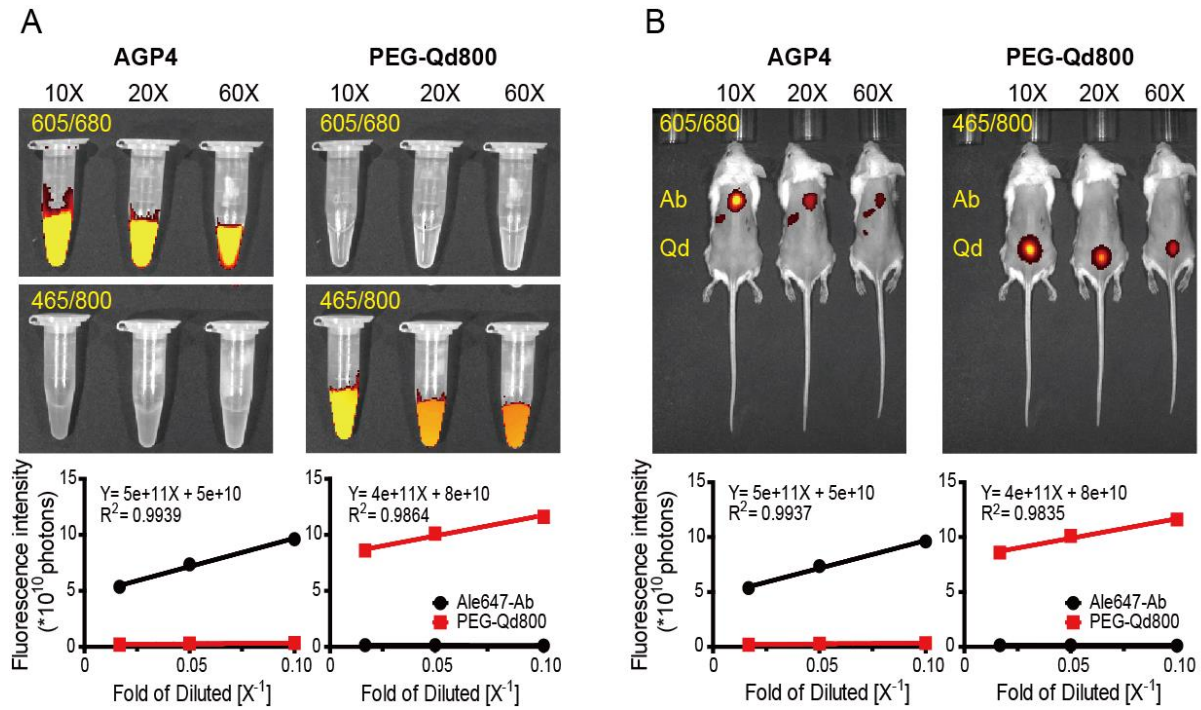 A
AGP4
PEG-Qd800
10X 20X 60X
10X 20X 60X
605/680
605/680
465/800
465/800
Fluorescence intensity
(*10^10 photons)
15
10
5
0
Y= 5e+11X + 5e+10
R^2= 0.9939
0 0.05 0.10
15
10
5
0
Y= 4e+11X + 8e+10
R^2= 0.9864
Ale647-Ab
PEG-Qd800
0 0.05 0.10
Fold of Diluted [X^-1]
Fold of Diluted [X^-1]
B
AGP4
PEG-Qd800
10X 20X 60X
10X 20X 60X
605/680
Ab
Qd
465/800
Ab
Qd
Fluorescence intensity
(*10^10 photons)
15
10
5
0
Y= 5e+11X + 5e+10
R^2= 0.9937
0 0.05 0.10
15
10
5
0
Y= 4e+11X + 8e+10
R^2= 0.9835
Ale647-Ab
PEG-Qd800
0 0.05 0.10
Fold of Diluted [X^-1]
Fold of Diluted [X^-1]